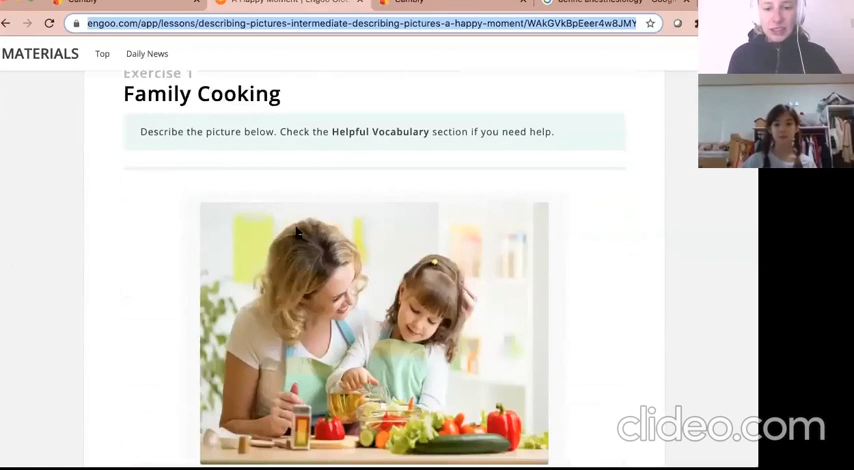 engoo.com/app/lessons/describing-pictures-intermediate-describing-pictures-a-happy-moment/WAkGVkBpEeer4w8JMY
MATERIALS
Top
Daily News
Exercise 1
Family Cooking
Describe the picture below. Check the Helpful Vocabulary section if you need help.
clideo.com